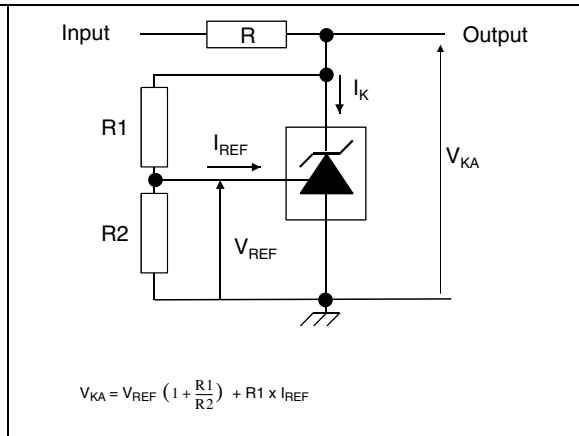 Input
R
Output
I_K
R1
I_REF
V_KA
R2
V_REF
V_KA = V_REF (1 + R1/R2) + R1 x I_REF